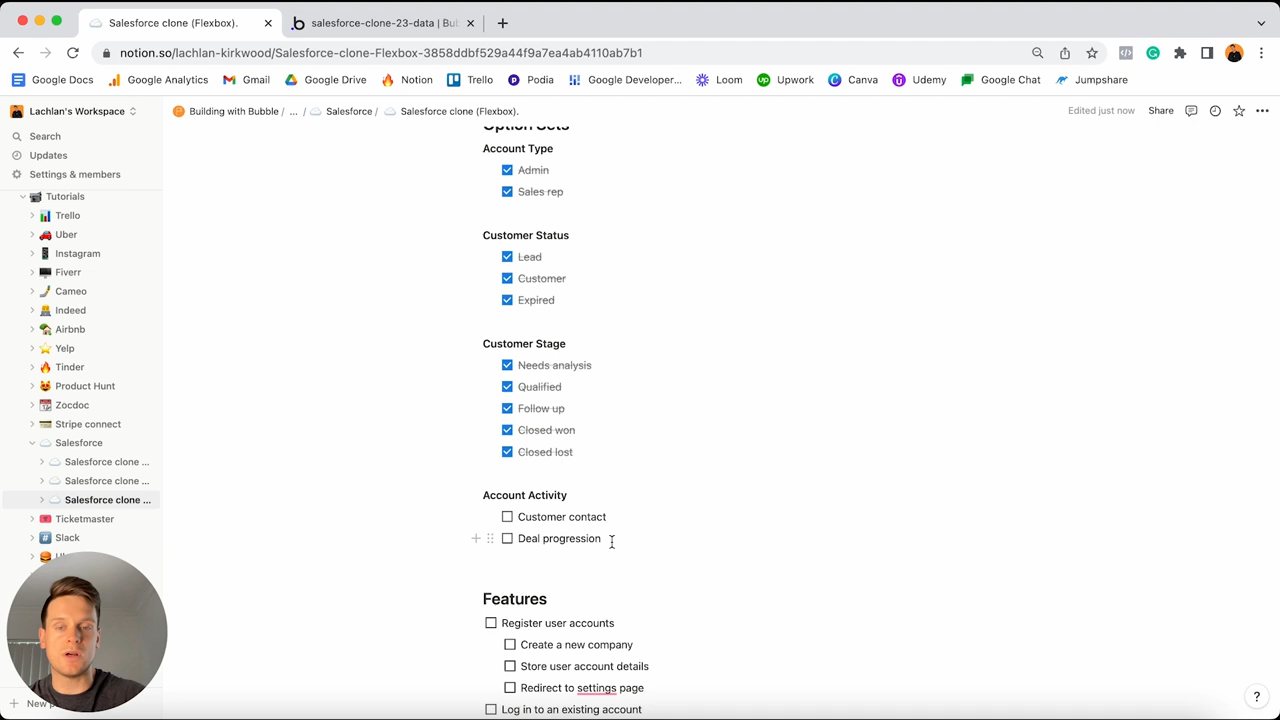 Salesforce clone (Flexbox).
salesforce-clone-23-data | Bu
notion.so/lachlan-kirkwood/Salesforce-clone-Flexbox-3858ddbf529a44f9a7ea4ab4110ab7b1
Google Docs
Google Analytics
Gmail
Google Drive
Notion
Trello
Podia
Google Developer...
Loom
Upwork
Canva
Udemy
Google Chat
Jumpshare
Lachlan's Workspace
Building with Bubble / ... / Salesforce / Salesforce clone (Flexbox).
Edited just now
Share
Search
Updates
Settings & members
Tutorials
Trello
Uber
Instagram
Fiverr
Cameo
Indeed
Airbnb
Yelp
Tinder
Product Hunt
Zocdoc
Stripe connect
Salesforce
Salesforce clone ...
Salesforce clone ...
Salesforce clone ...
Ticketmaster
Slack
Option Sets
Account Type
Admin
Sales rep
Customer Status
Lead
Customer
Expired
Customer Stage
Needs analysis
Qualified
Follow up
Closed won
Closed lost
Account Activity
Customer contact
Deal progression
Features
Register user accounts
Create a new company
Store user account details
Redirect to settings page
Log in to an existing account
?